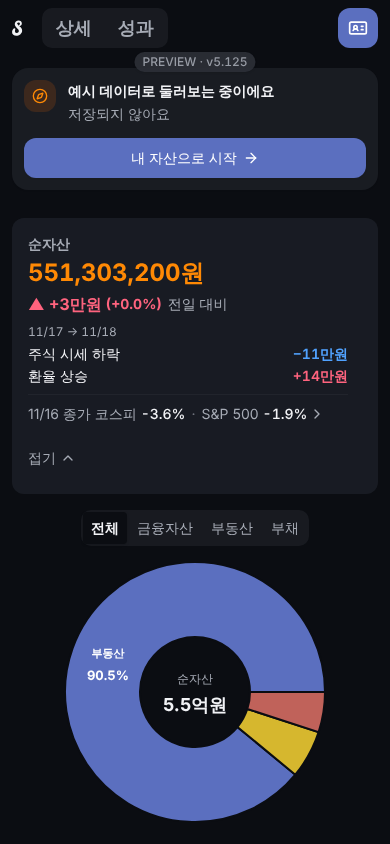 S
상세 성과
PREVIEW · v5.125
예시 데이터로 둘러보는 중이에요
저장되지 않아요
내 자산으로 시작 →
순자산
551,303,200원
▲ +3만원 (+0.0%) 전일 대비
11/17 → 11/18
주식 시세 하락 −11만원
환율 상승 +14만원
11/16 종가 코스피 -3.6% · S&P 500 -1.9% >
접기
전체 금융자산 부동산 부채
부동산
90.5%
순자산
5.5억원